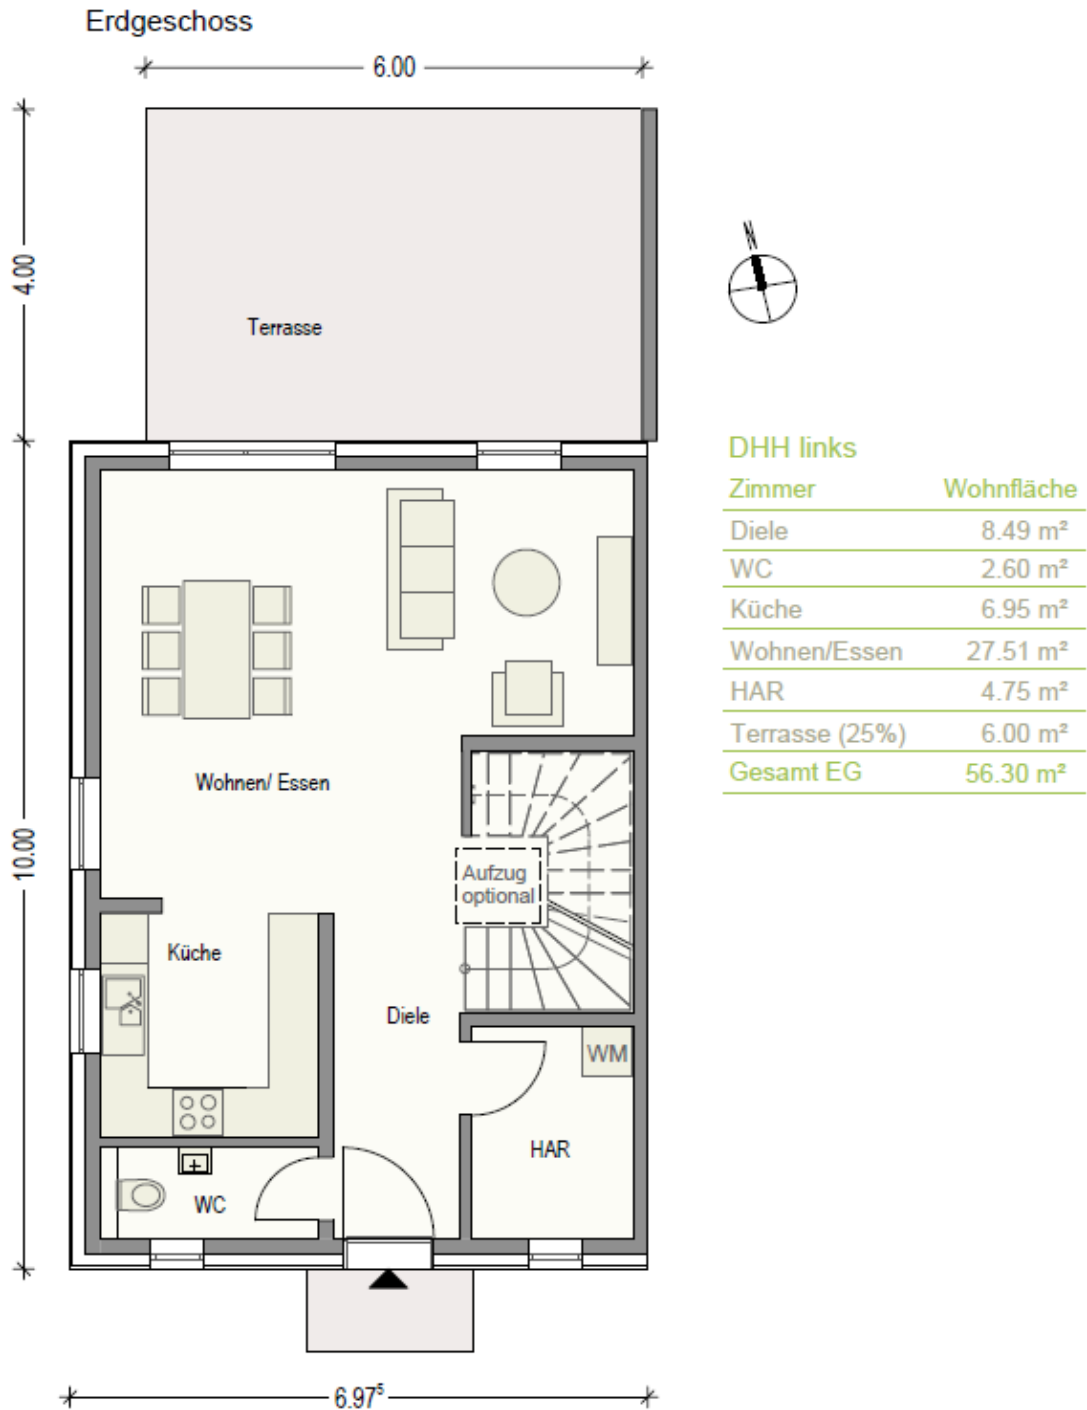 Erdgeschoss
6.00
4.00
Terrasse
DHH links
Zimmer Wohnfläche
Diele 8.49 m²
WC 2.60 m²
Küche 6.95 m²
Wohnen/Essen 27.51 m²
HAR 4.75 m²
Terrasse (25%) 6.00 m²
Gesamt EG 56.30 m²
Wohnen/ Essen
10.00
Aufzug
optional
Küche
Diele
WM
HAR
WC
6.97⁵